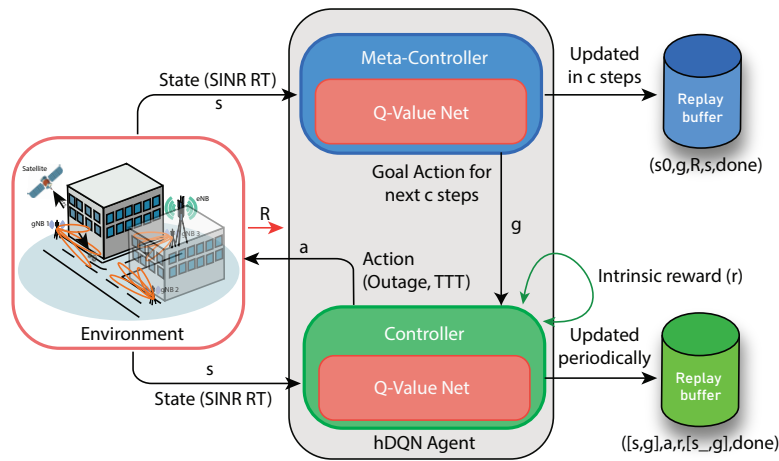 Meta-Controller
Q-Value Net
State (SINR RT)
s
Updated
in c steps
Replay
buffer
(s0,g,R,s,done)
Goal Action for
next c steps
g
Satellite
eNB
gNB 1
gNB 3
gNB 2
Environment
R
a
Action
(Outage, TTT)
Intrinsic reward (r)
Controller
Q-Value Net
hDQN Agent
s
State (SINR RT)
Updated
periodically
Replay
buffer
([s,g],a,r,[s_,g],done)